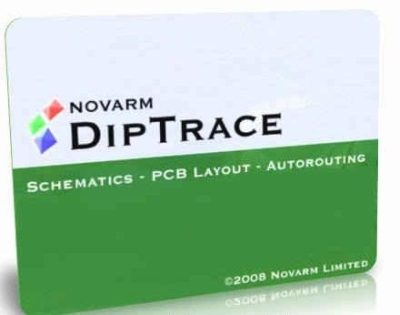 NOVARM
DIPTRACE
SCHEMATICS - PCB LAYOUT - AUTOROUTING
©2008 NOVARM LIMITED